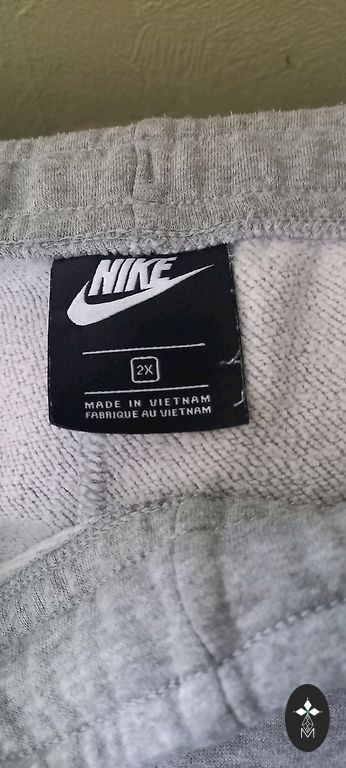 NIKE
2X
MADE IN VIETNAM
FABRIQUE AU VIETNAM
M